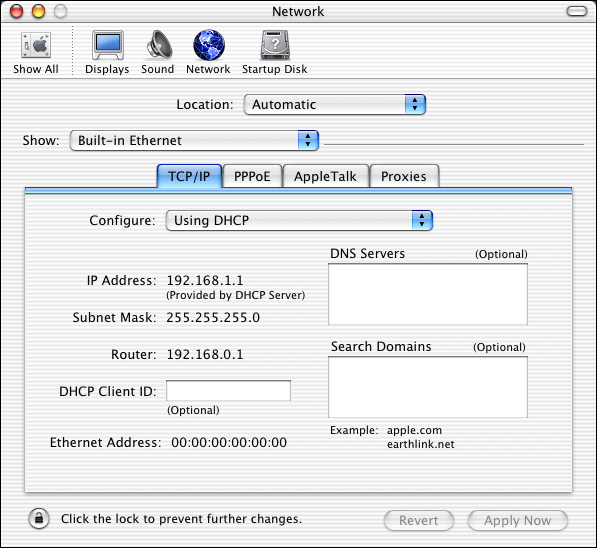 Network
Show All Displays Sound Network Startup Disk
Location: Automatic
Show: Built-in Ethernet
TCP/IP PPPoE AppleTalk Proxies
Configure: Using DHCP
DNS Servers (Optional)
IP Address: 192.168.1.1
(Provided by DHCP Server)
Subnet Mask: 255.255.255.0
Search Domains (Optional)
Router: 192.168.0.1
DHCP Client ID:
(Optional)
Example: apple.com
earthlink.net
Ethernet Address: 00:00:00:00:00:00
Click the lock to prevent further changes.
Revert Apply Now